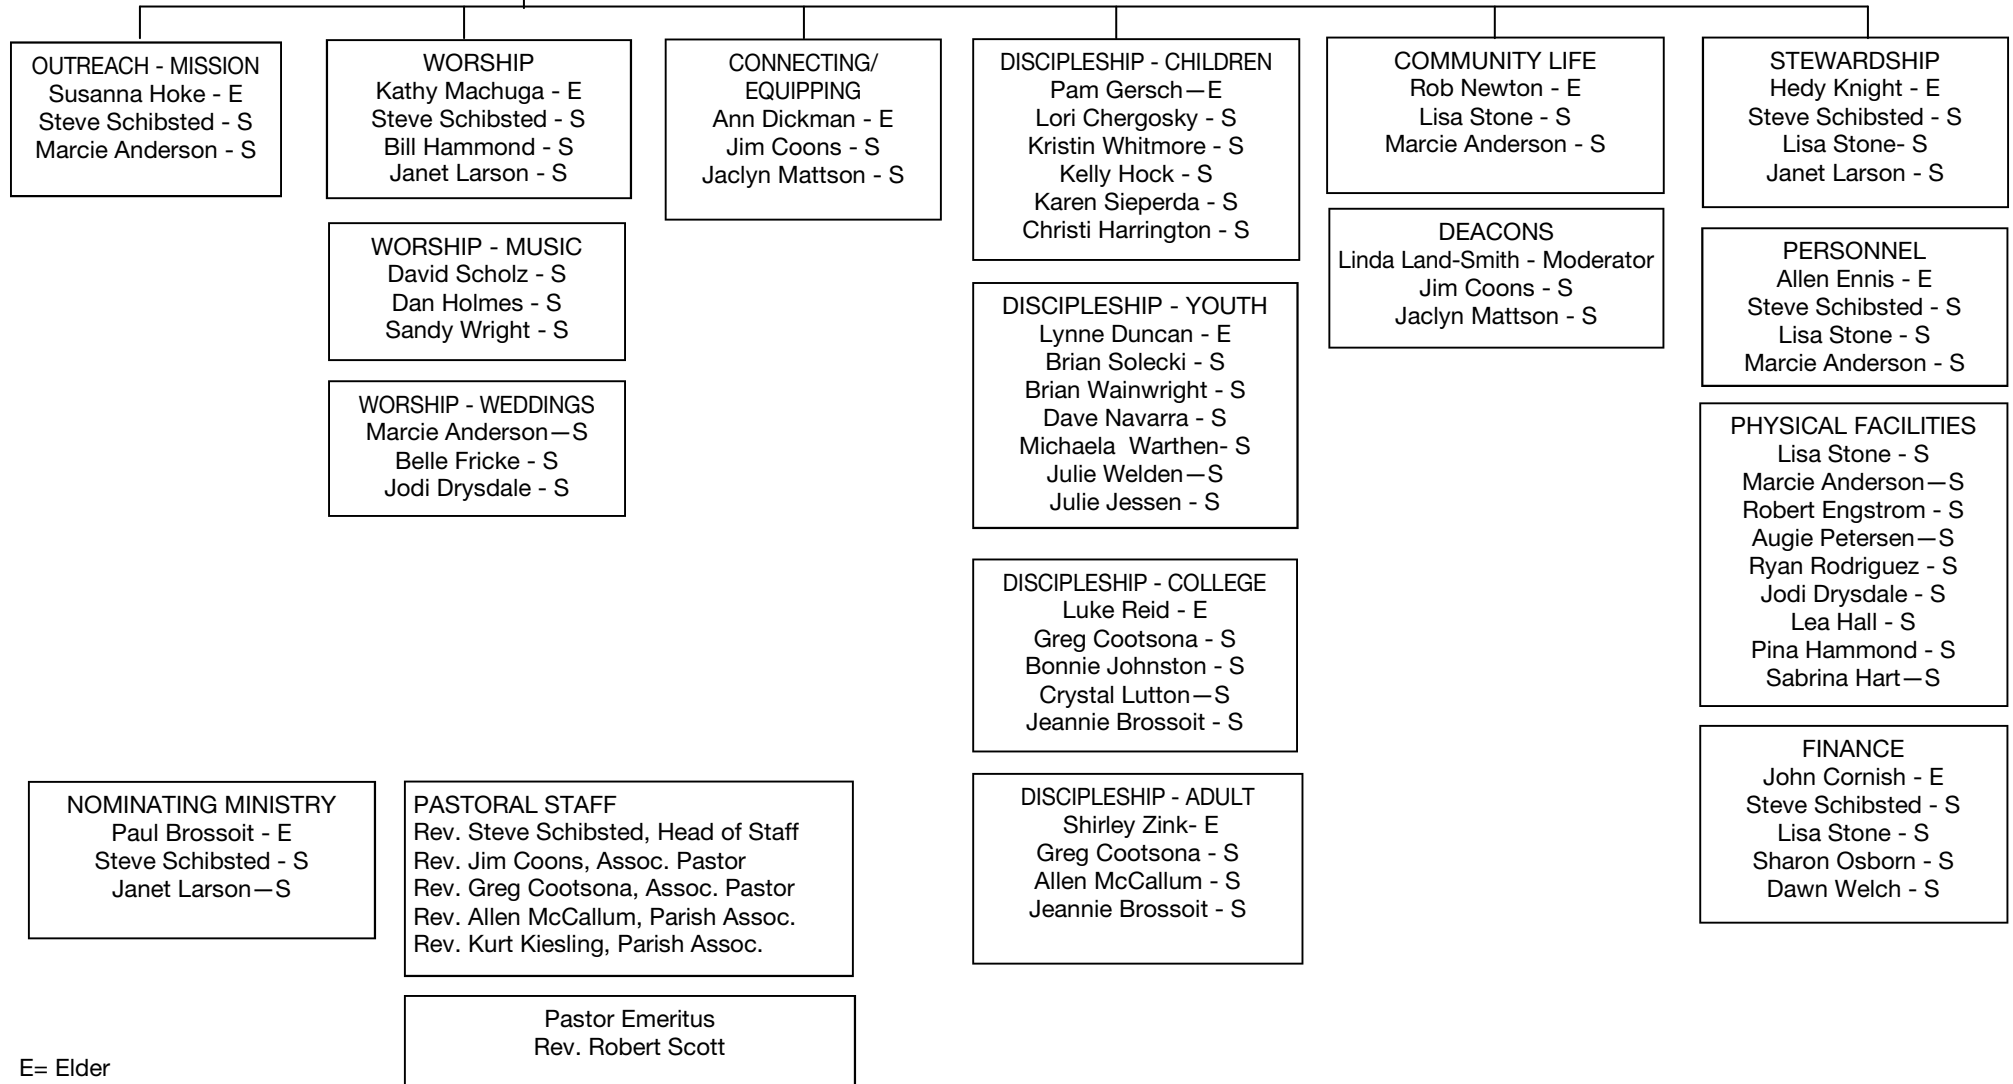 OUTREACH - MISSION
Susanna Hoke - E
Steve Schibsted - S
Marcie Anderson - S
WORSHIP
Kathy Machuga - E
Steve Schibsted - S
Bill Hammond - S
Janet Larson - S
WORSHIP - MUSIC
David Scholz - S
Dan Holmes - S
Sandy Wright - S
WORSHIP - WEDDINGS
Marcie Anderson—S
Belle Fricke - S
Jodi Drysdale - S
CONNECTING/
EQUIPPING
Ann Dickman - E
Jim Coons - S
Jaclyn Mattson - S
DISCIPLESHIP - CHILDREN
Pam Gersch—E
Lori Chergosky - S
Kristin Whitmore - S
Kelly Hock - S
Karen Sieperda - S
Christi Harrington - S
DISCIPLESHIP - YOUTH
Lynne Duncan - E
Brian Solecki - S
Brian Wainwright - S
Dave Navarra - S
Michaela  Warthen- S
Julie Welden—S
Julie Jessen - S
DISCIPLESHIP - COLLEGE
Luke Reid - E
Greg Cootsona - S
Bonnie Johnston - S
Crystal Lutton—S
Jeannie Brossoit - S
DISCIPLESHIP - ADULT
Shirley Zink- E
Greg Cootsona - S
Allen McCallum - S
Jeannie Brossoit - S
COMMUNITY LIFE
Rob Newton - E
Lisa Stone - S
Marcie Anderson - S
DEACONS
Linda Land-Smith - Moderator
Jim Coons - S
Jaclyn Mattson - S
STEWARDSHIP
Hedy Knight - E
Steve Schibsted - S
Lisa Stone- S
Janet Larson - S
PERSONNEL
Allen Ennis - E
Steve Schibsted - S
Lisa Stone - S
Marcie Anderson - S
PHYSICAL FACILITIES
Lisa Stone - S
Marcie Anderson—S
Robert Engstrom - S
Augie Petersen—S
Ryan Rodriguez - S
Jodi Drysdale - S
Lea Hall - S
Pina Hammond - S
Sabrina Hart—S
FINANCE
John Cornish - E
Steve Schibsted - S
Lisa Stone - S
Sharon Osborn - S
Dawn Welch - S
NOMINATING MINISTRY
Paul Brossoit - E
Steve Schibsted - S
Janet Larson—S
PASTORAL STAFF
Rev. Steve Schibsted, Head of Staff
Rev. Jim Coons, Assoc. Pastor
Rev. Greg Cootsona, Assoc. Pastor
Rev. Allen McCallum, Parish Assoc.
Rev. Kurt Kiesling, Parish Assoc.
Pastor Emeritus
Rev. Robert Scott
E= Elder